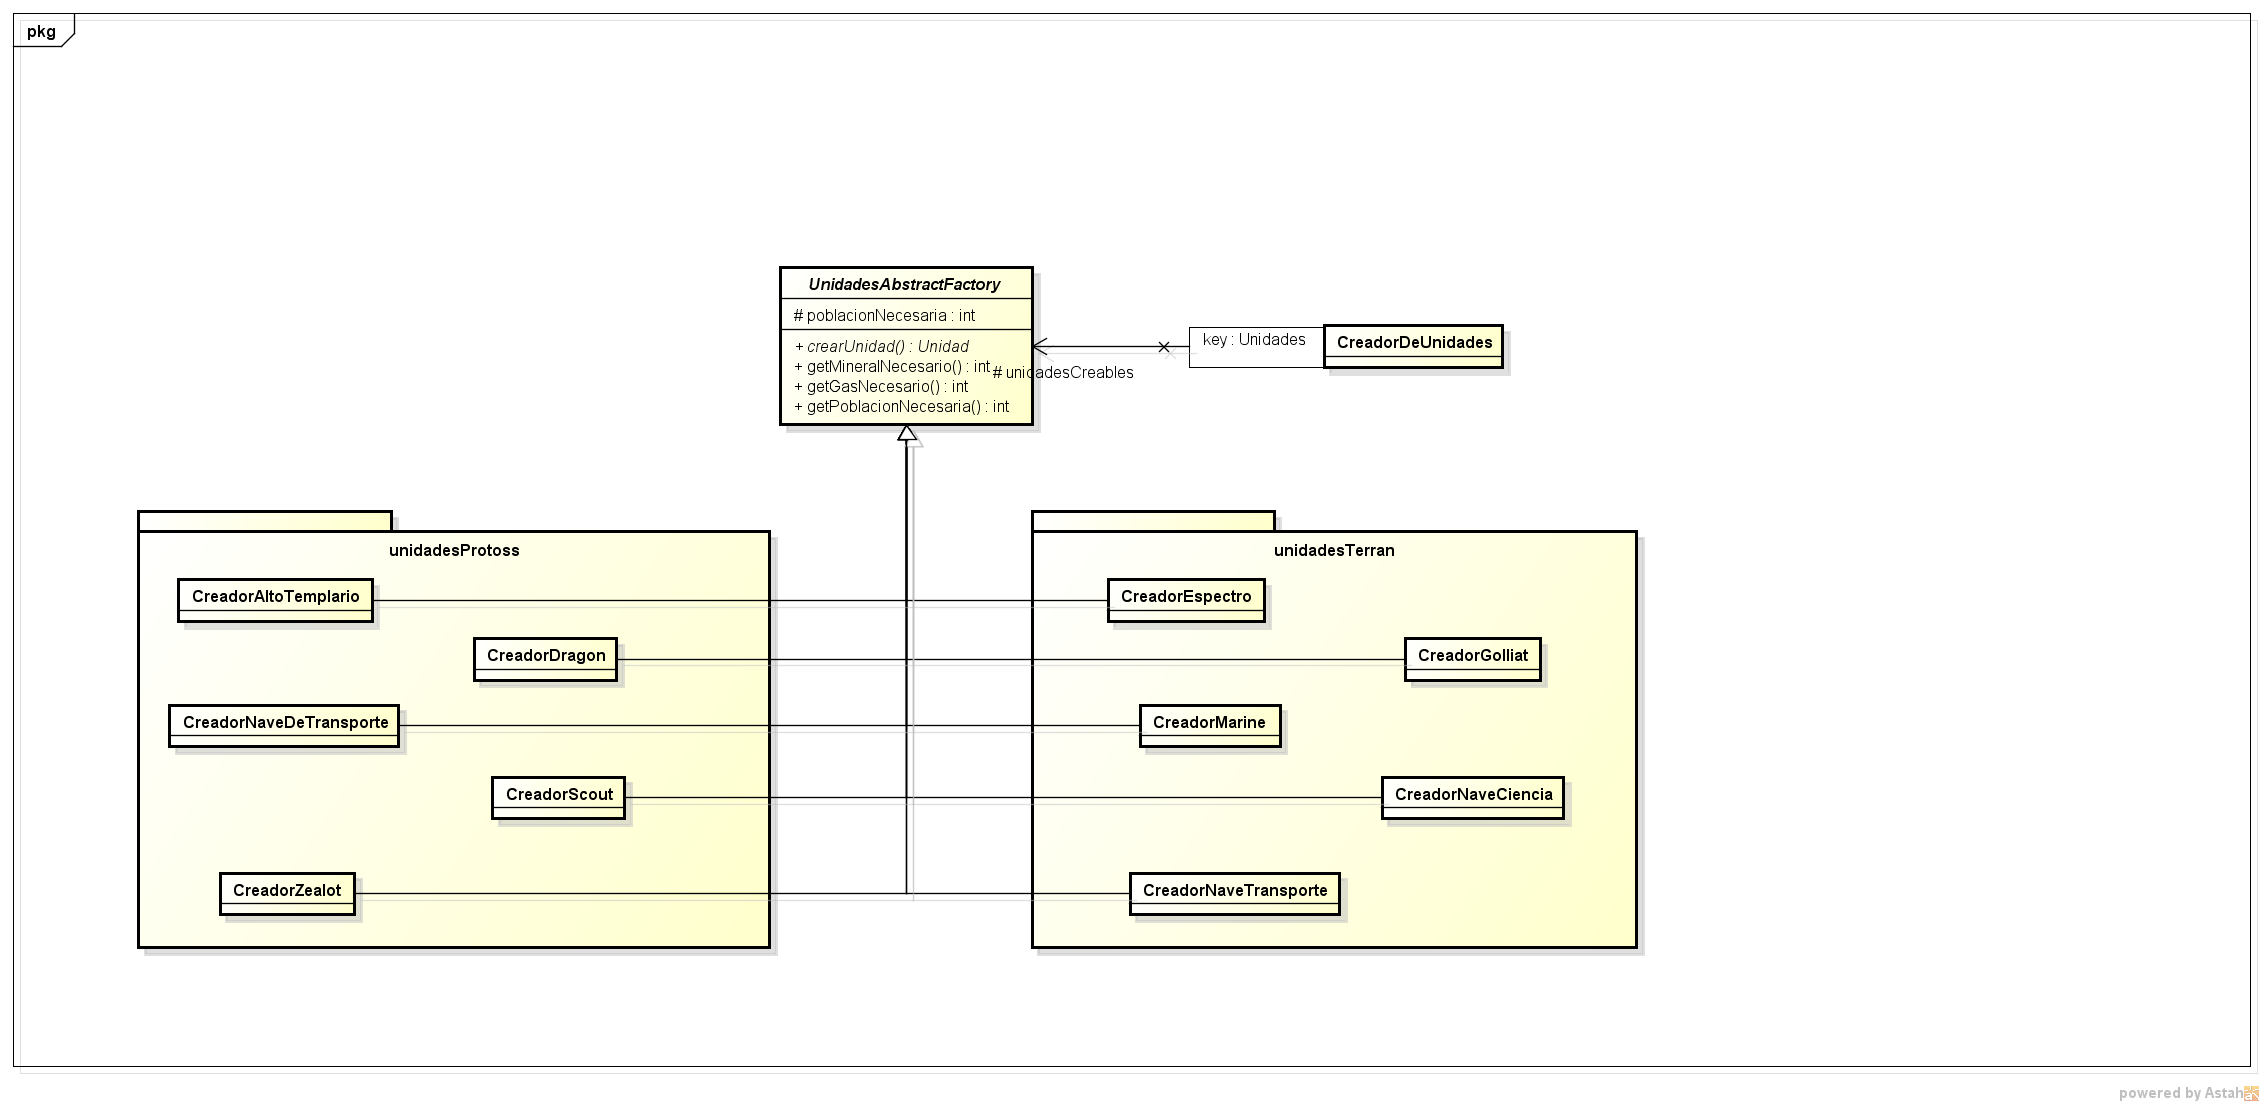 pkg
UnidadesAbstractFactory
# poblacionNecesaria : int
+ crearUnidad() : Unidad
+ getMineralNecesario() : int
+ getGasNecesario() : int
+ getPoblacionNecesaria() : int
# unidadesCreables
key : Unidades
CreadorDeUnidades
unidadesProtoss
CreadorAltoTemplario
CreadorDragon
CreadorNaveDeTransporte
CreadorScout
CreadorZealot
unidadesTerran
CreadorEspectro
CreadorGolliat
CreadorMarine
CreadorNaveCiencia
CreadorNaveTransporte
powered by Astah